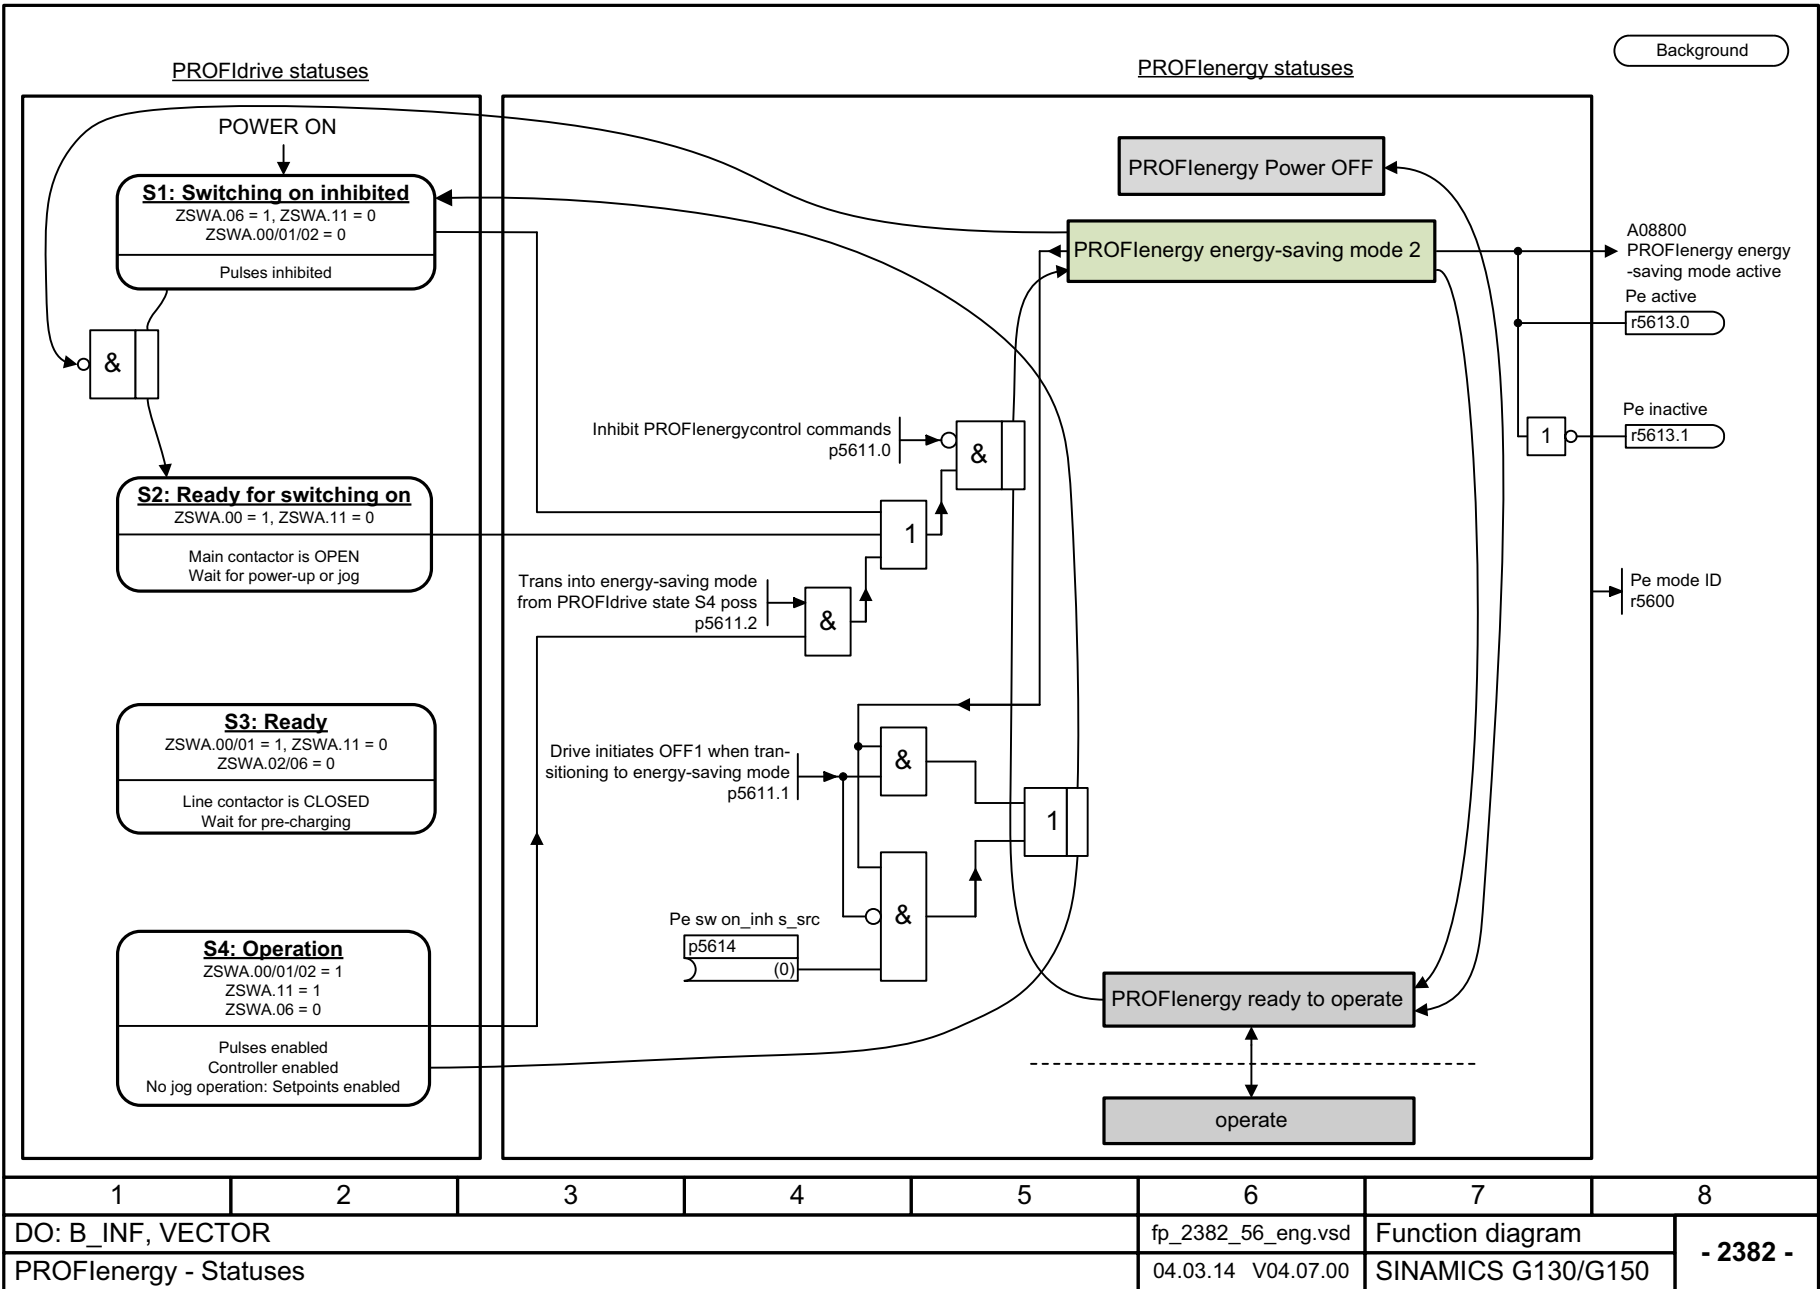 Background
PROFIdrive statuses
PROFIenergy statuses
POWER ON
S1: Switching on inhibited
ZSWA.06 = 1, ZSWA.11 = 0
ZSWA.00/01/02 = 0
Pulses inhibited
&
S2: Ready for switching on
ZSWA.00 = 1, ZSWA.11 = 0
Main contactor is OPEN
Wait for power-up or jog
S3: Ready
ZSWA.00/01 = 1, ZSWA.11 = 0
ZSWA.02/06 = 0
Line contactor is CLOSED
Wait for pre-charging
S4: Operation
ZSWA.00/01/02 = 1
ZSWA.11 = 1
ZSWA.06 = 0
Pulses enabled
Controller enabled
No jog operation: Setpoints enabled
Inhibit PROFIenergycontrol commands
p5611.0
&
1
Trans into energy-saving mode
from PROFIdrive state S4 poss
p5611.2
&
Drive initiates OFF1 when tran-
sitioning to energy-saving mode
p5611.1
&
1
&
Pe sw on_inh s_src
p5614
(0)
PROFIenergy Power OFF
PROFIenergy energy-saving mode 2
PROFIenergy ready to operate
operate
A08800
PROFIenergy energy
-saving mode active
Pe active
r5613.0
Pe inactive
1
r5613.1
Pe mode ID
r5600
1 2 3 4 5 6 7 8
DO: B_INF, VECTOR
fp_2382_56_eng.vsd
Function diagram
- 2382 -
PROFIenergy - Statuses
04.03.14 V04.07.00
SINAMICS G130/G150